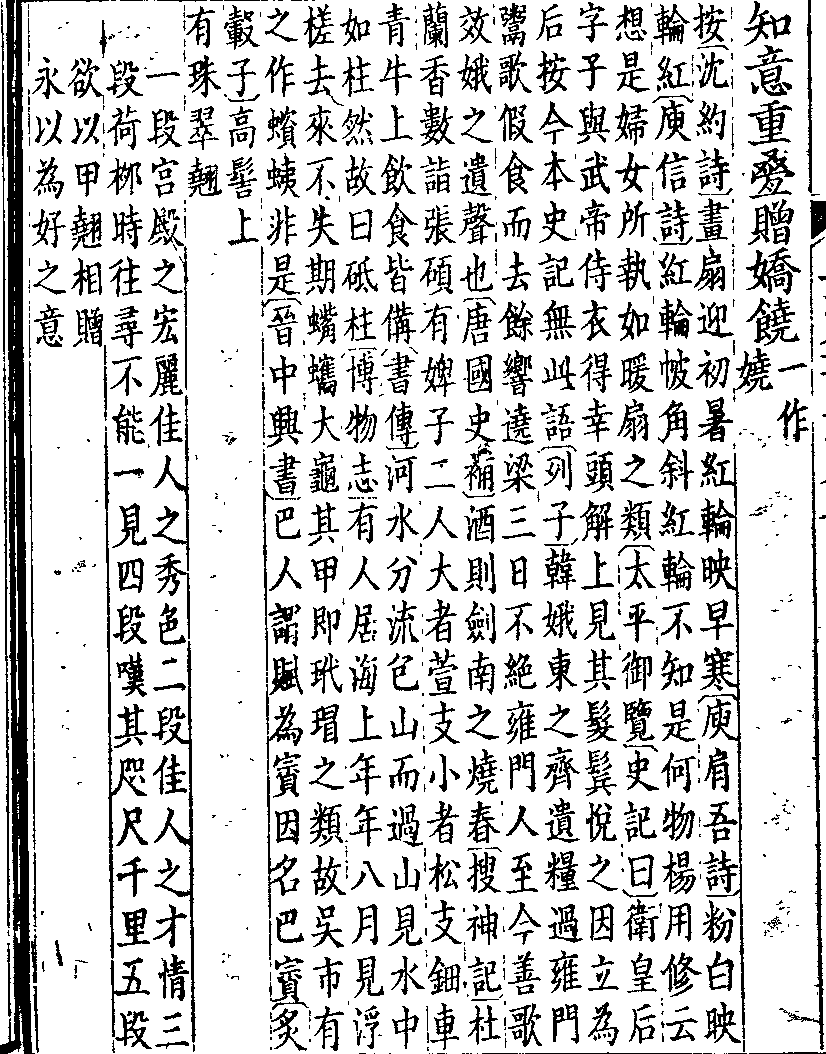 知意重愛贈嬌饒一作
嬈
按沈約詩畫扇迎初暑紅輪映早寒庾肩吾詩粉白映
輪紅庾信詩紅輪帔角斜紅輪不知是何物楊用修云
想是婦女所執如暖扇之類太平御覽史記曰衛皇后
字子與武帝侍衣得幸頭解上見其髮鬂悅之因立為
后按今本史記無此語列子韓娥東之齊遺糧過雍門
鬻歌假食而去餘響遶梁三日不絕雍門人至今善歌
效娥之遺聲也唐國史補酒則劍南之燒春搜神記杜
蘭香數詣張碩有婢子二人大者萱支小者松支鈿車
青牛上飲食皆備書傳河水分流包山而過山見水中
如柱然故曰砥柱博物志有人居海上年年八月見浮
槎去來不失期蠵蠵大龜其甲即玳瑁之類故吳市有
之作蠀蛦非是晉中興書巴人謂賦為賨因名巴賨炙
轂子高髻上
有珠翠翹
一段宮殿之宏麗佳人之秀色二段佳人之才情三
段荷栁時往尋不能一見四段嘆其咫尺千里五段
欲以甲翹相贈
永以為好之意